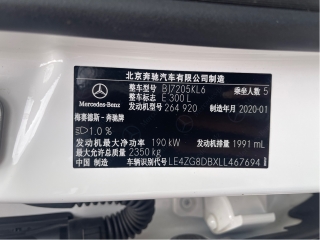 北京奔驰汽车有限公司制造
整车型号 BJ7205KL6 乘坐人数 5
整车标志 E 300 L
Mercedes-Benz
发动机型号 264 920 制造年月 2020-01
梅赛德斯-奔驰牌
1.0 %
发动机最大净功率 190 kW 发动机排量 1991 mL
最大允许总质量 2350 kg
中国 制造 车辆识别代号 LE4ZG8DBXLL467694